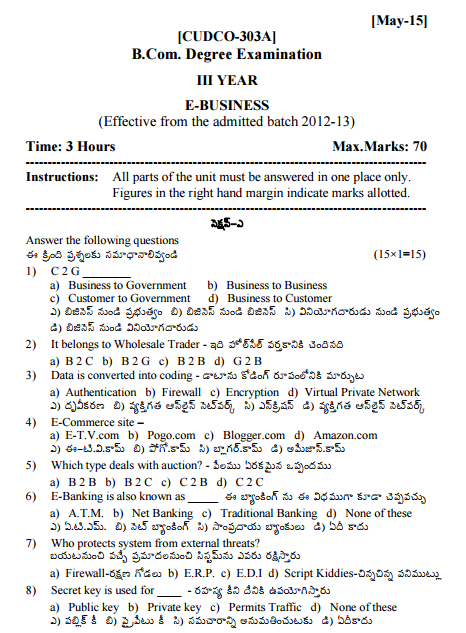 [May-15]
[CUDCO-303A]
B.Com. Degree Examination
III YEAR
E-BUSINESS
(Effective from the admitted batch 2012-13)
Time: 3 Hours Max.Marks: 70
Instructions: All parts of the unit must be answered in one place only.
Figures in the right hand margin indicate marks allotted.
సెక్షన్-ఎ
Answer the following questions
ఈ క్రింది ప్రశ్నలకు సమాధానాలివ్వండి (15×1=15)
1) C 2 G ________
a) Business to Government b) Business to Business
c) Customer to Government d) Business to Customer
ఎ) బిజినెస్ నుండి ప్రభుత్వం బి) బిజినెస్ నుండి బిజినెస్ సి) వినియోగదారుడు నుండి ప్రభుత్వం
డి) బిజినెస్ నుండి వినియోగదారుడు
2) It belongs to Wholesale Trader - ఇది హోల్‌సేల్ వర్తకానికి చెందినది
a) B 2 C b) B 2 G c) B 2 B d) G 2 B
3) Data is converted into coding - డాటాను కోడింగ్ రూపంలోనికి మార్చుట
a) Authentication b) Firewall c) Encryption d) Virtual Private Network
ఎ) దృవీకరణ బి) వ్యక్తిగత ఆన్‌లైన్ నెట్‌వర్క్ సి) ఎన్‌క్రిషన్ డి) వ్యక్తిగత ఆన్‌లైన్ నెట్‌వర్క్
4) E-Commerce site –
a) E-T.V.com b) Pogo.com c) Blogger.com d) Amazon.com
ఎ) ఈ-టి.వి.కామ్ బి) పోగో.కామ్ సి) బ్లాగర్.కామ్ డి) అమేజాన్.కామ్
5) Which type deals with auction? - వేలము ఏరకమైన ఒప్పందము
a) B 2 B b) B 2 C c) C 2 B d) C 2 C
6) E-Banking is also known as _____ ఈ బ్యాంకింగ్ ను ఈ విధముగా కూడా చెప్పవచ్చు
a) A.T.M. b) Net Banking c) Traditional Banking d) None of these
ఎ) ఏ.టి.ఎమ్. బి) నెట్ బ్యాంకింగ్ సి) సాంప్రదాయ బ్యాంకులు డి) ఏదీ కాదు
7) Who protects system from external threats?
బయటనుంచి వచ్చే ప్రమాదలనుంచి సిస్టమ్‌ను ఎవరు రక్షిస్తారు
a) Firewall-రక్షణ గోడలు b) E.R.P. c) E.D.I d) Script Kiddies-చిన్నచిన్న పనిముట్లు
8) Secret key is used for ____ - రహస్య కీని దేనికి ఉపయోగిస్తారు
a) Public key b) Private key c) Permits Traffic d) None of these
ఎ) పబ్లిక్ కీ బి) ప్రైవేటు కీ సి) సమచారాన్ని అనుమతించుటకు డి) ఏదీకాదు